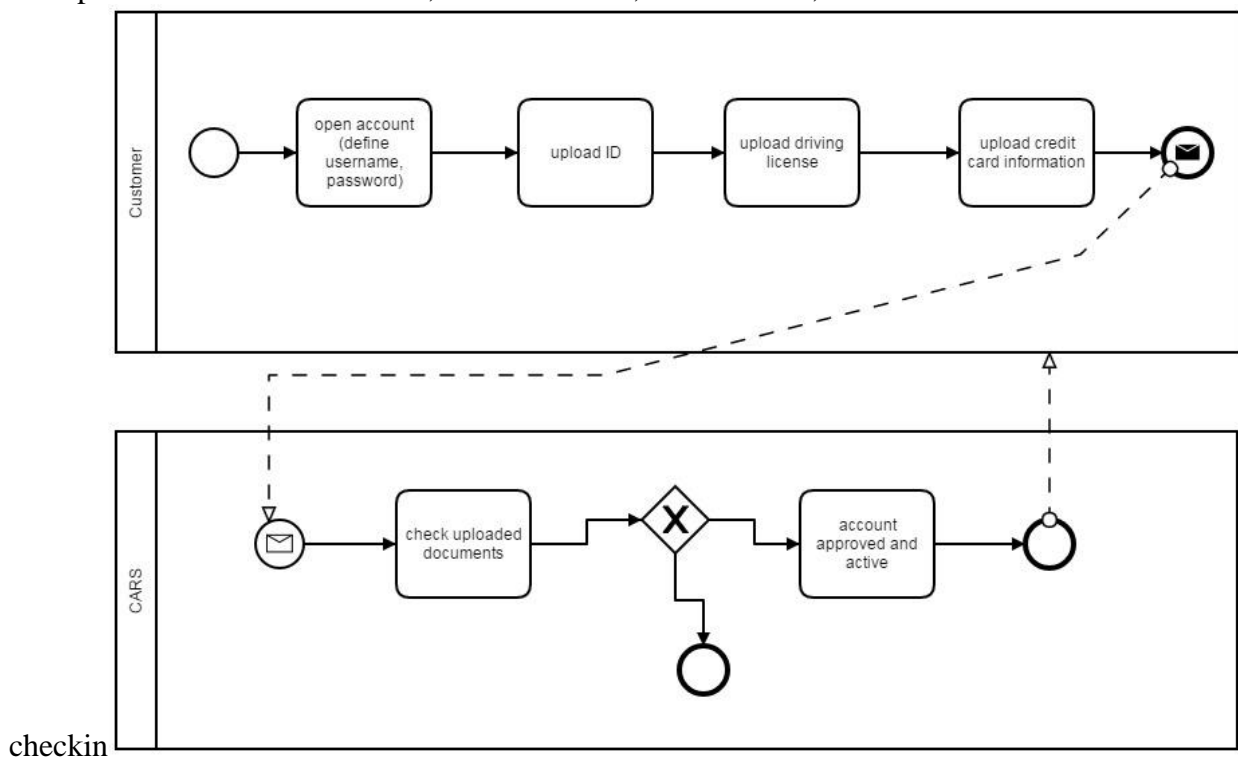 Customer
open account
(define
username,
password)
upload ID
upload driving
license
upload credit
card information
CARS
check uploaded
documents
account
approved and
active
checkin